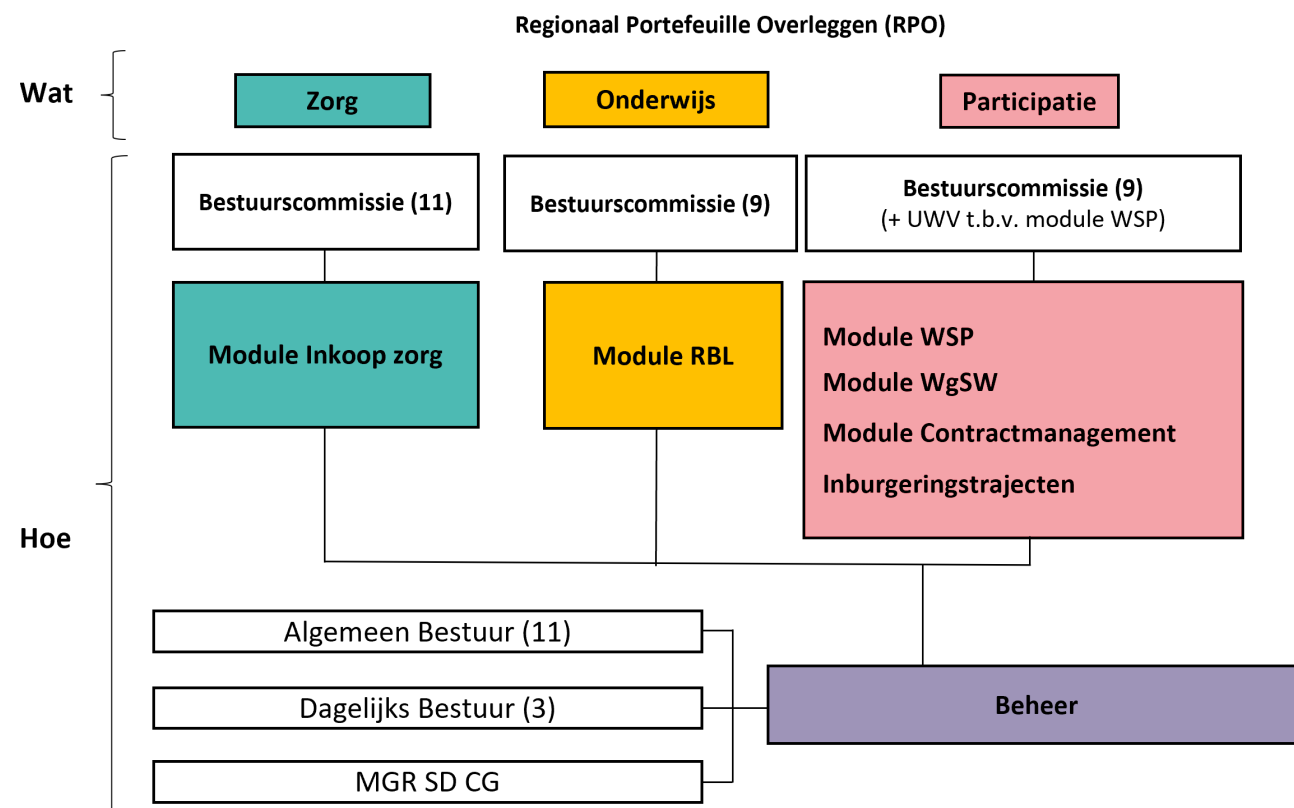 Regionaal Portefeuille Overleggen (RPO)
Wat
Zorg
Onderwijs
Participatie
Bestuurscommissie (11)
Bestuurscommissie (9)
Bestuurscommissie (9)
(+ UWV t.b.v. module WSP)
Module Inkoop zorg
Module RBL
Module WSP
Module WgSW
Module Contractmanagement
Inburgeringstrajecten
Hoe
Algemeen Bestuur (11)
Dagelijks Bestuur (3)
MGR SD CG
Beheer